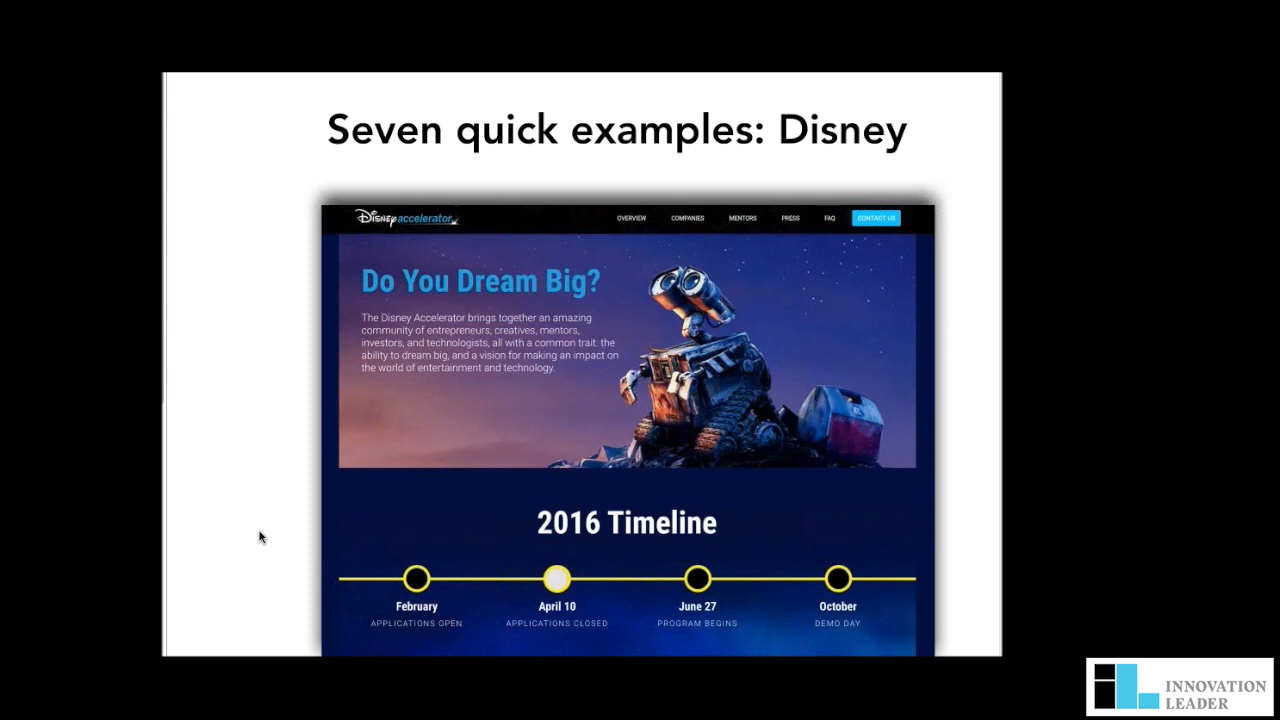 Seven quick examples: Disney
Disney accelerator
OVERVIEW COMPANIES MENTORS PRESS FAQ CONTACT US
Do You Dream Big?
The Disney Accelerator brings together an amazing
community of entrepreneurs, creatives, mentors,
investors, and technologists, all with a common trait: the
ability to dream big, and a vision for making an impact on
the world of entertainment and technology.
2016 Timeline
February April 10 June 27 October
APPLICATIONS OPEN APPLICATIONS CLOSED PROGRAM BEGINS DEMO DAY
iL INNOVATION
LEADER